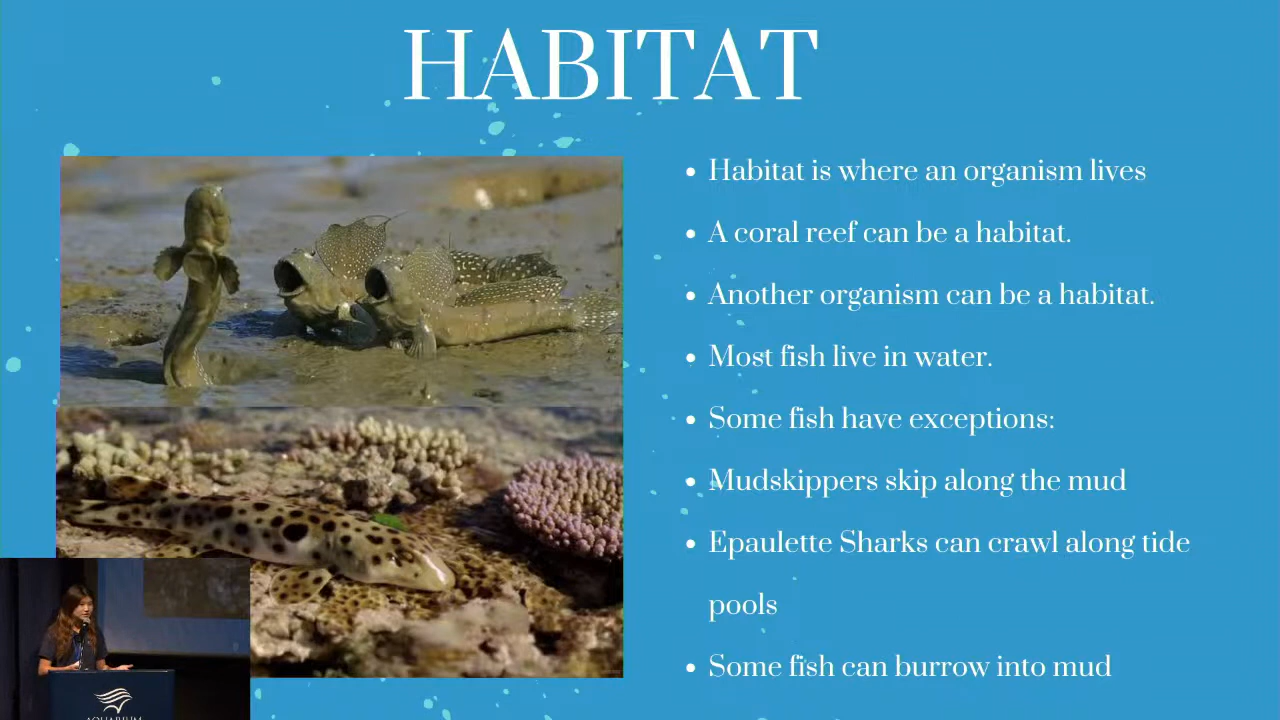 HABITAT
Habitat is where an organism lives
A coral reef can be a habitat.
Another organism can be a habitat.
Most fish live in water.
Some fish have exceptions:
Mudskippers skip along the mud
Epaulette Sharks can crawl along tide
pools
Some fish can burrow into mud
AQUARIUM